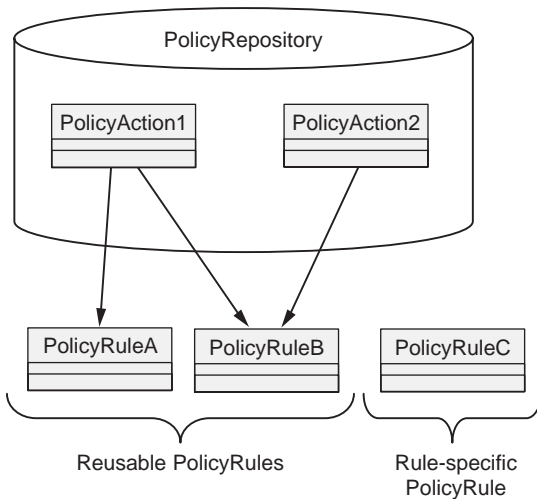 PolicyRepository
PolicyAction1
PolicyAction2
PolicyRuleA
PolicyRuleB
PolicyRuleC
Reusable PolicyRules
Rule-specific
PolicyRule